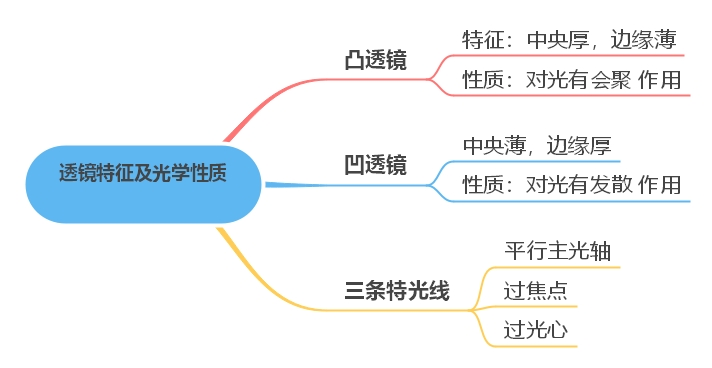 透镜特征及光学性质
凸透镜
特征：中央厚，边缘薄
性质：对光有会聚 作用
凹透镜
中央薄，边缘厚
性质：对光有发散 作用
三条特光线
平行主光轴
过焦点
过光心